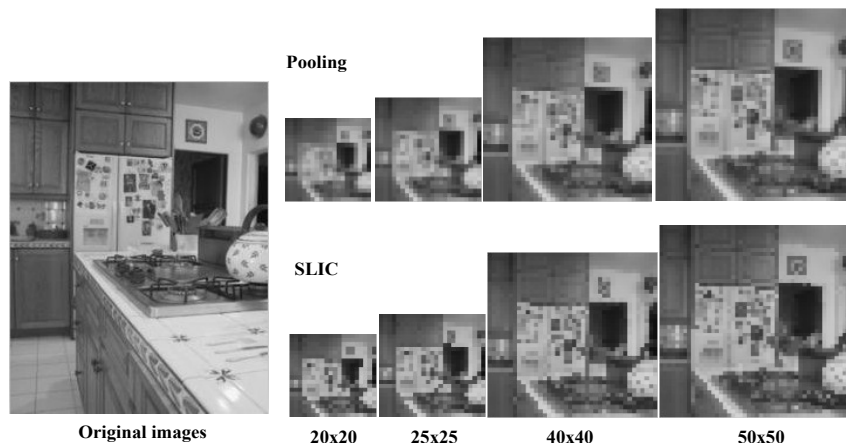 Pooling
SLIC
Original images
20x20
25x25
40x40
50x50